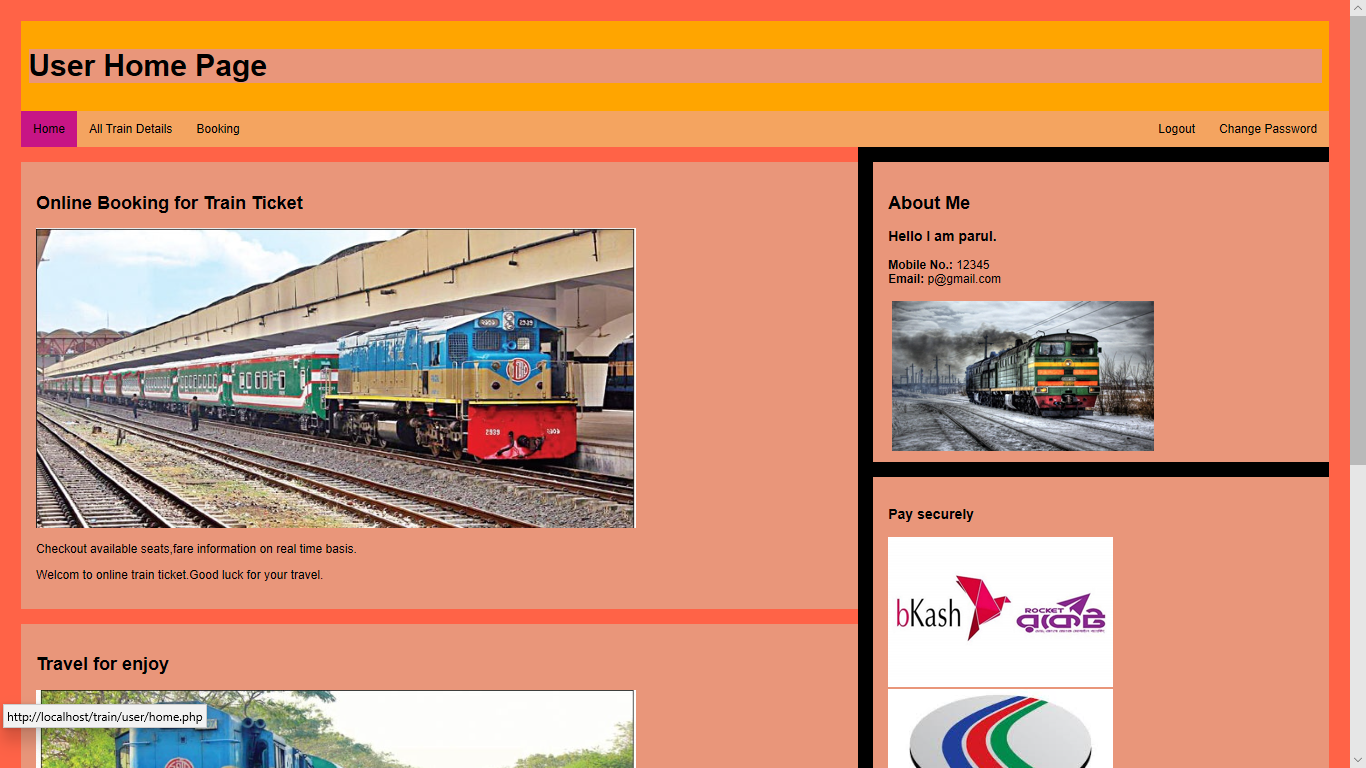 User Home Page
Home All Train Details Booking Logout Change Password
Online Booking for Train Ticket
2939 2939
2939
Checkout available seats,fare information on real time basis.
Welcom to online train ticket.Good luck for your travel.
Travel for enjoy
http://localhost/train/user/home.php
About Me
Hello I am parul.
Mobile No.: 12345
Email: p@gmail.com
Pay securely
bKash
ROCKET
রকেট